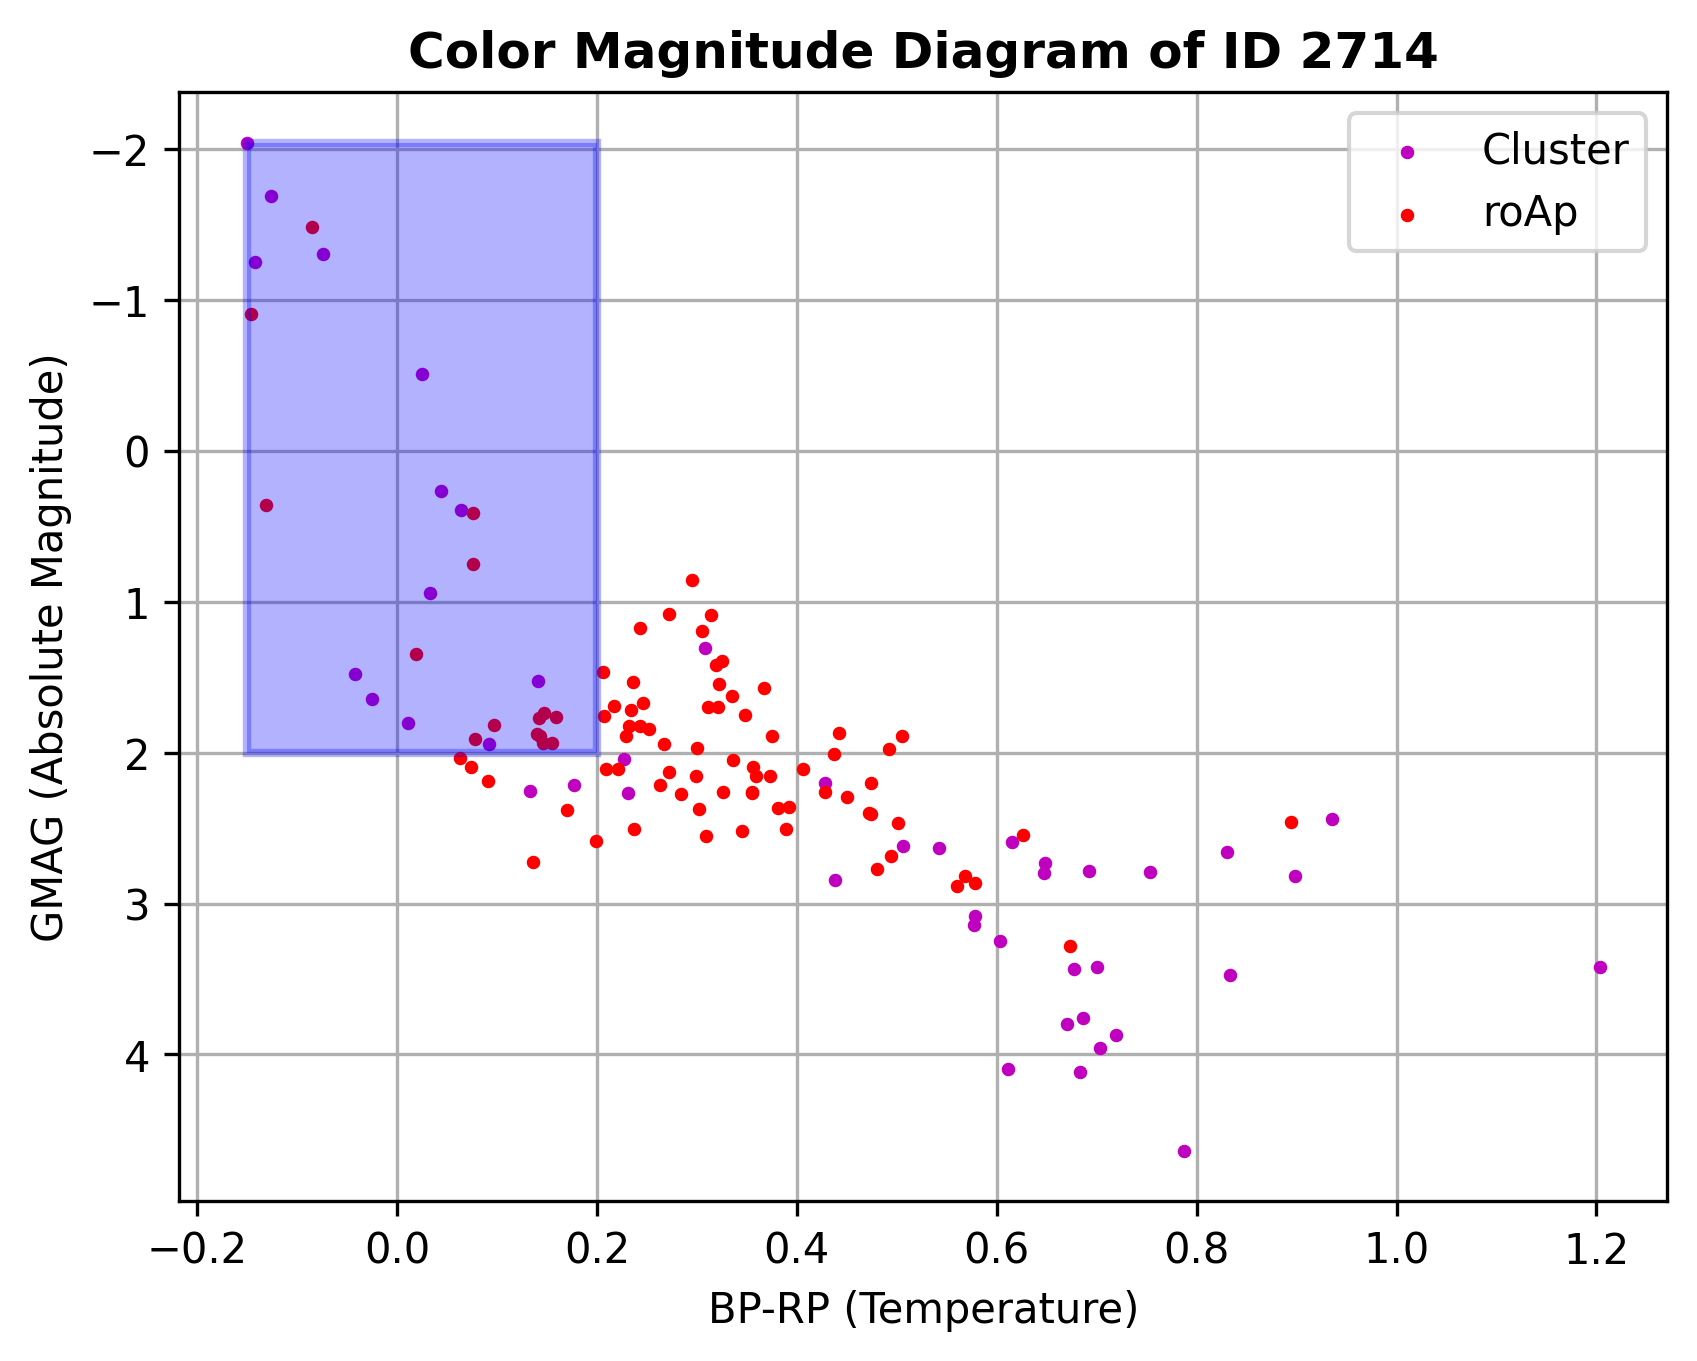 Color Magnitude Diagram of ID 2714
Cluster
roAp
GMAG (Absolute Magnitude)
−2
−1
0
1
2
3
4
−0.2 0.0 0.2 0.4 0.6 0.8 1.0 1.2
BP-RP (Temperature)